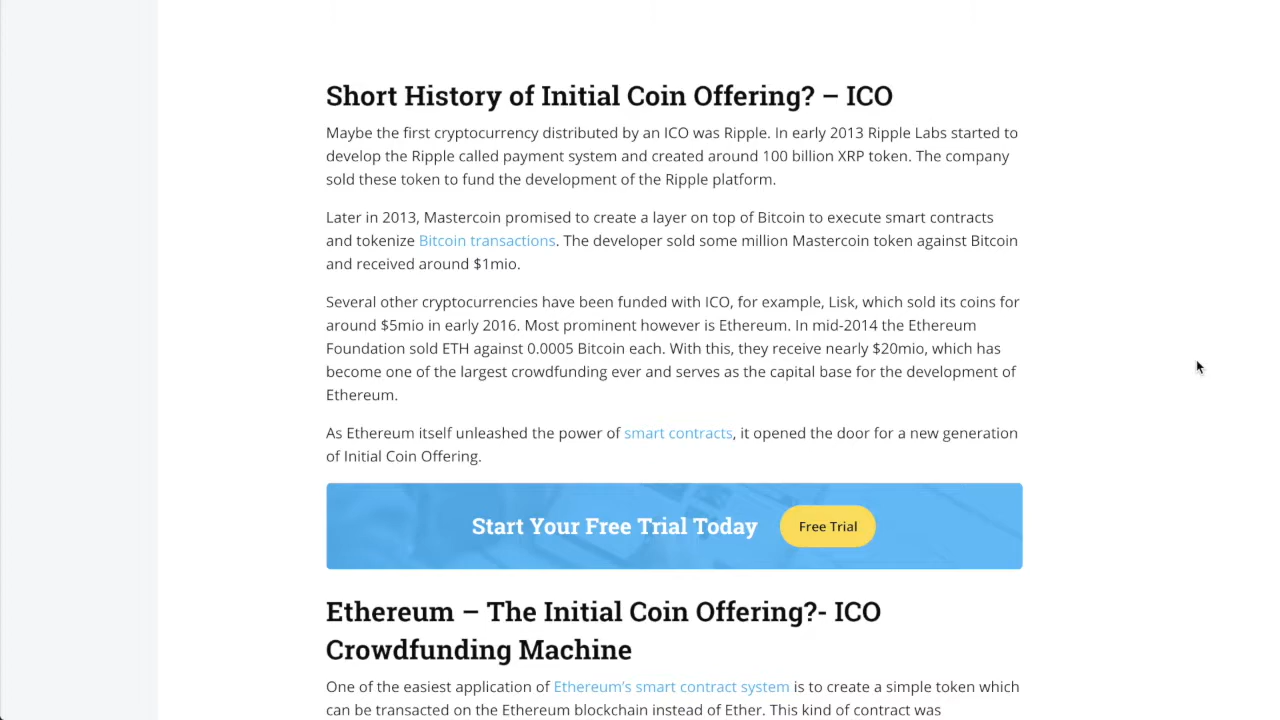 Short History of Initial Coin Offering? – ICO
Maybe the first cryptocurrency distributed by an ICO was Ripple. In early 2013 Ripple Labs started to
develop the Ripple called payment system and created around 100 billion XRP token. The company
sold these token to fund the development of the Ripple platform.
Later in 2013, Mastercoin promised to create a layer on top of Bitcoin to execute smart contracts
and tokenize Bitcoin transactions. The developer sold some million Mastercoin token against Bitcoin
and received around $1mio.
Several other cryptocurrencies have been funded with ICO, for example, Lisk, which sold its coins for
around $5mio in early 2016. Most prominent however is Ethereum. In mid-2014 the Ethereum
Foundation sold ETH against 0.0005 Bitcoin each. With this, they receive nearly $20mio, which has
become one of the largest crowdfunding ever and serves as the capital base for the development of
Ethereum.
As Ethereum itself unleashed the power of smart contracts, it opened the door for a new generation
of Initial Coin Offering.
Start Your Free Trial Today
Free Trial
Ethereum – The Initial Coin Offering?- ICO
Crowdfunding Machine
One of the easiest application of Ethereum's smart contract system is to create a simple token which
can be transacted on the Ethereum blockchain instead of Ether. This kind of contract was